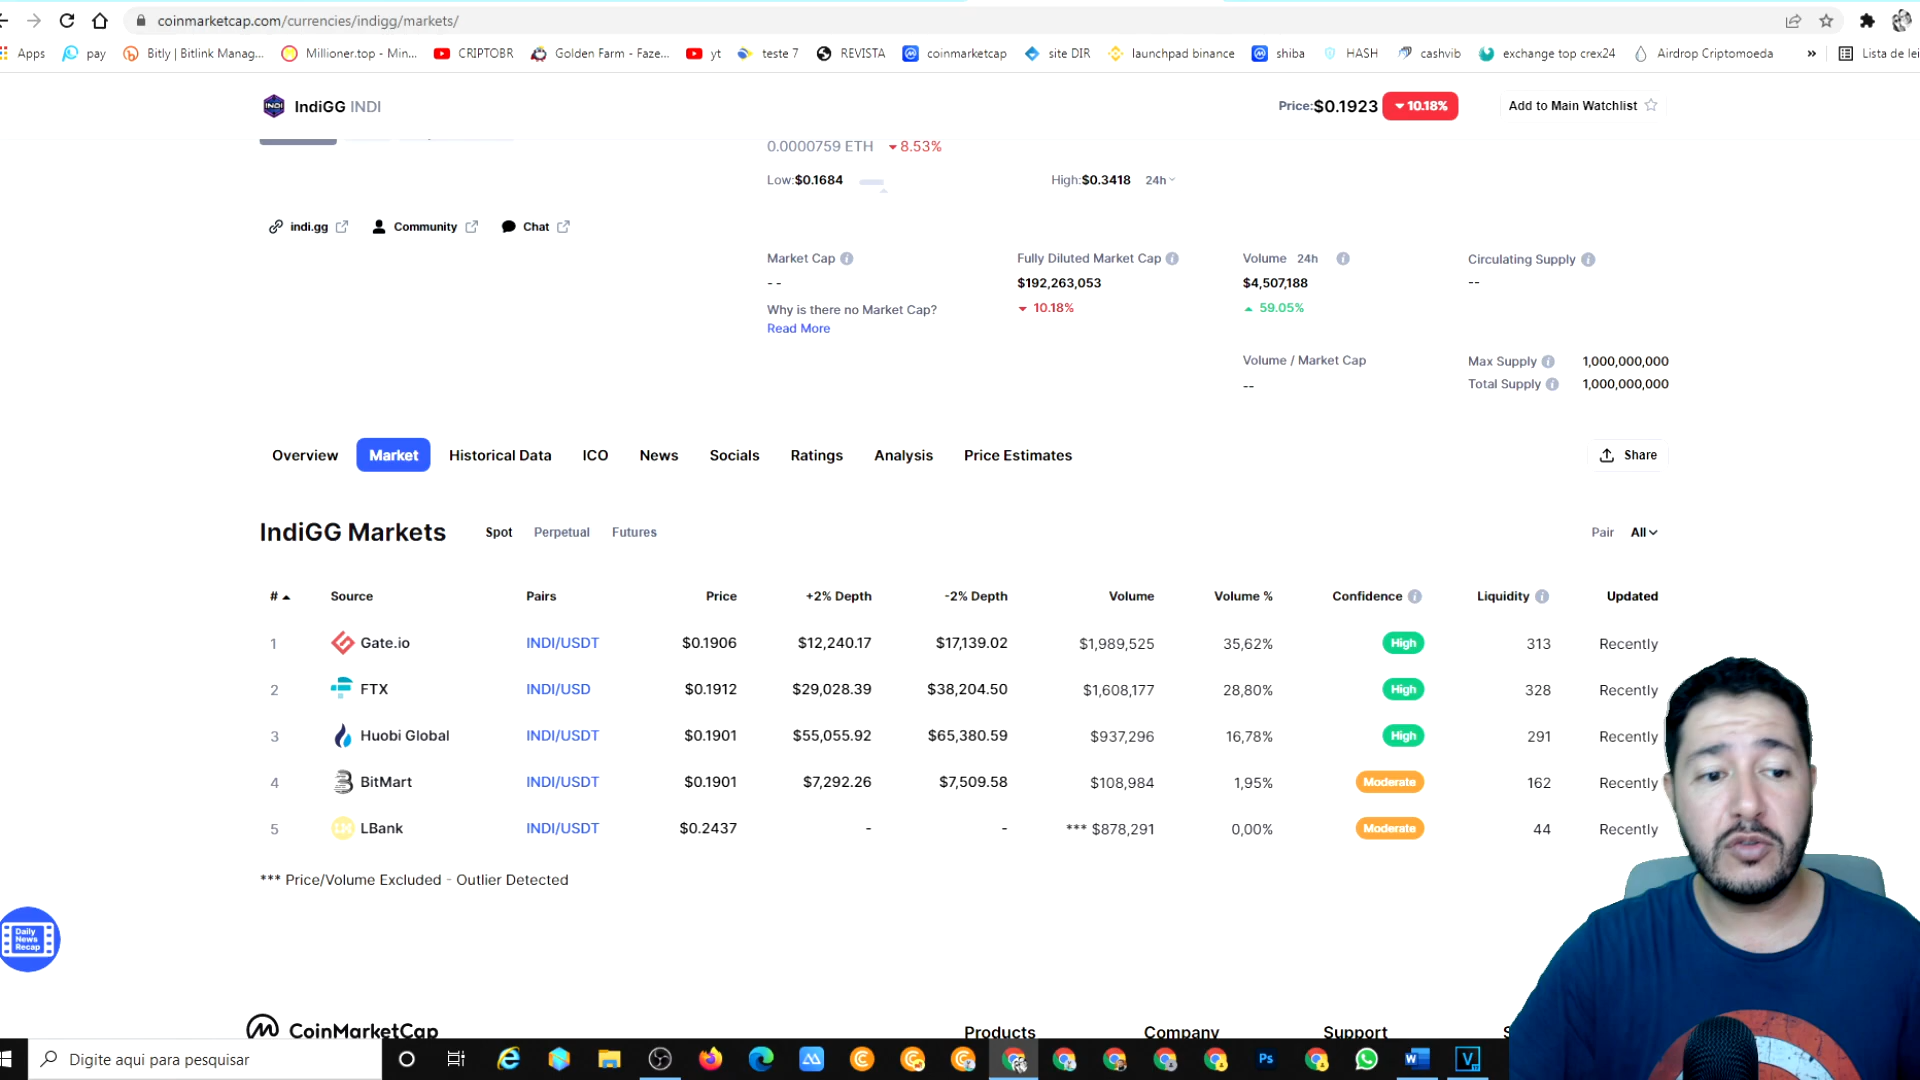 coinmarketcap.com/currencies/indigg/markets/
Apps pay Bitly | Bitlink Manag... Millioner.top - Min... CRIPTOBR Golden Farm - Faze... yt teste 7 REVISTA coinmarketcap site DIR launchpad binance shiba HASH cashvib exchange top crex24 Airdrop Criptomoeda » Lista de lei
INDI IndiGG INDI Price:$0.1923 10.18% Add to Main Watchlist
0.0000759 ETH 8.53%
Low:$0.1684 High:$0.3418 24h
indi.gg Community Chat
Market Cap Fully Diluted Market Cap Volume 24h Circulating Supply
- - $192,263,053 $4,507,188 --
Why is there no Market Cap? 10.18% 59.05%
Read More
Volume / Market Cap Max Supply 1,000,000,000
-- Total Supply 1,000,000,000
Overview Market Historical Data ICO News Socials Ratings Analysis Price Estimates Share
IndiGG Markets Spot Perpetual Futures Pair All
# Source Pairs Price +2% Depth -2% Depth Volume Volume % Confidence Liquidity Updated
1 Gate.io INDI/USDT $0.1906 $12,240.17 $17,139.02 $1,989,525 35,62% High 313 Recently
2 FTX INDI/USD $0.1912 $29,028.39 $38,204.50 $1,608,177 28,80% High 328 Recently
3 Huobi Global INDI/USDT $0.1901 $55,055.92 $65,380.59 $937,296 16,78% High 291 Recently
4 BitMart INDI/USDT $0.1901 $7,292.26 $7,509.58 $108,984 1,95% Moderate 162 Recently
5 LBank INDI/USDT $0.2437 - - *** $878,291 0,00% Moderate 44 Recently
*** Price/Volume Excluded - Outlier Detected
Daily
News
Recap
CoinMarketCap Products Company Support
Digite aqui para pesquisar Ps